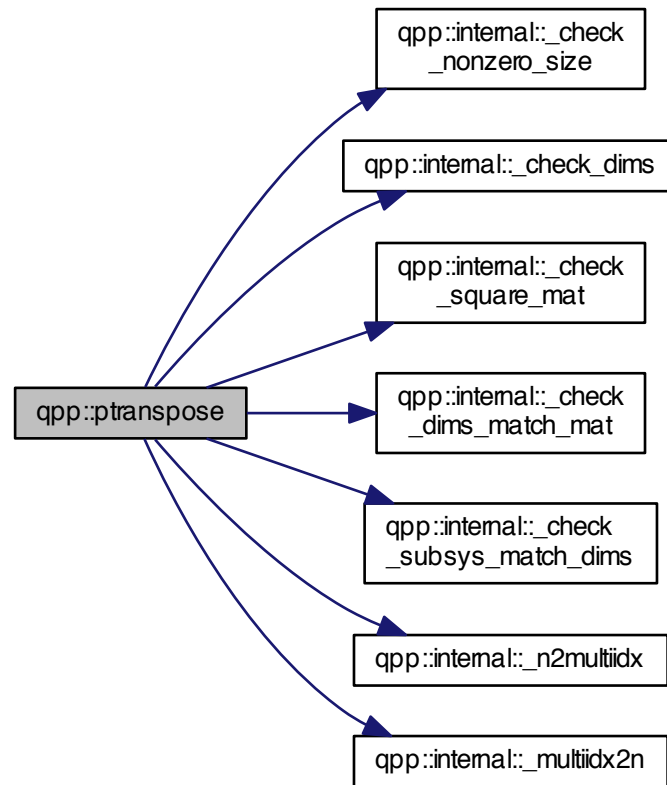 qpp::internal::_check
_nonzero_size
qpp::internal::_check_dims
qpp::internal::_check
_square_mat
qpp::ptranspose
qpp::internal::_check
_dims_match_mat
qpp::internal::_check
_subsys_match_dims
qpp::internal::_n2multiidx
qpp::internal::_multiidx2n